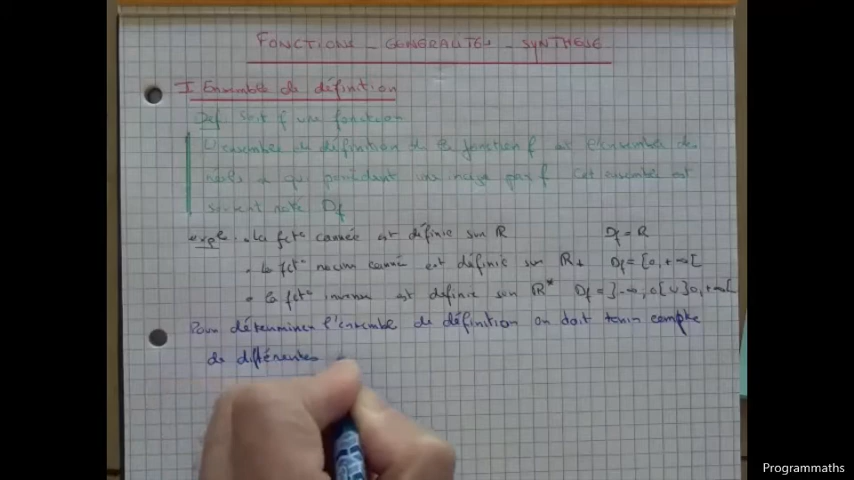 FONCTIONS - GENERALITES - SYNTHESE
I Ensemble de définition
Def soit f une fonction
L'ensemble de définition de la fonction f est l'ensemble des
réels x qui possèdent une image par f Cet ensemble est
souvent noté Df
exple . La fct° carrée est définie sur ℝ Df = ℝ
. la fct° racine carrée est définie sur ℝ+ Df = [0, +∞[
. la fct° inverse est définie sur ℝ* Df = ]-∞, 0[ ∪ ]0, +∞[
Pour déterminer l'ensemble de définition on doit tenir compte
de différentes
Programmaths